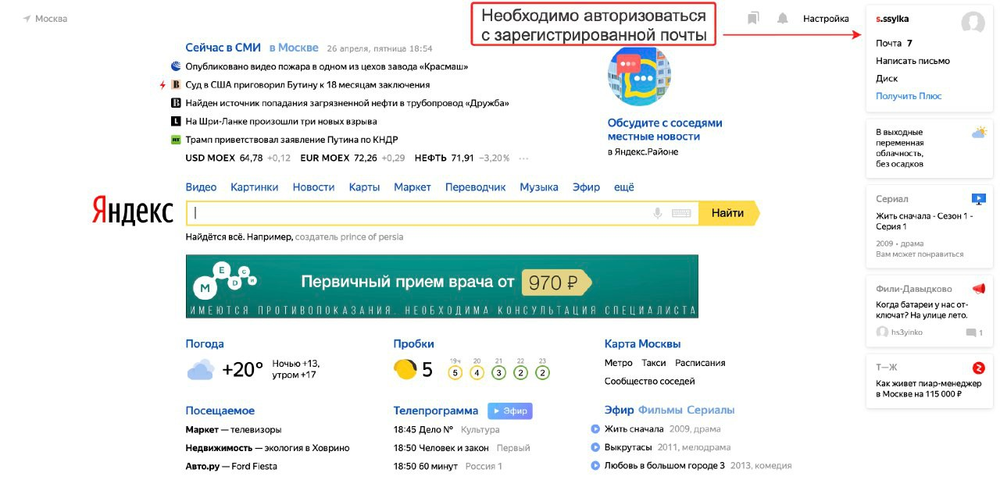 Москва
Необходимо авторизоваться
с зарегистрированной почты
Настройка
s.ssylka
Почта 7
Написать письмо
Диск
Получить Плюс
Сейчас в СМИ в Москве 26 апреля, пятница 18:54
Опубликовано видео пожара в одном из цехов завода «Красмаш»
Суд в США приговорил Бутину к 18 месяцам заключения
Найден источник попадания загрязненной нефти в трубопровод «Дружба»
На Шри-Ланке произошли три новых взрыва
Трамп приветствовал заявление Путина по КНДР
USD MOEX 64,78 +0,12 EUR MOEX 72,26 +0,29 НЕФТЬ 71,91 −3,20% ···
Обсудите с соседями
местные новости
в Яндекс.Районе
В выходные
переменная
облачность,
без осадков
Видео Картинки Новости Карты Маркет Переводчик Музыка Эфир ещё
Яндекс
Найти
Найдётся всё. Например, создатель prince of persia
Сериал
Жить сначала - Сезон 1 -
Серия 1
2009 • драма
Вам может понравиться
МЕDСИ
Первичный прием врача от 970 ₽
ИМЕЮТСЯ ПРОТИВОПОКАЗАНИЯ. НЕОБХОДИМА КОНСУЛЬТАЦИЯ СПЕЦИАЛИСТА
Фили-Давыдково
Когда батареи у нас от-
ключат? На улице лето.
hs3yinko 1
Т—Ж
Как живет пиар-менеджер
в Москве на 115 000 ₽
Погода
+20°
Ночью +13,
утром +17
Пробки
5
19ч 20 21 22 23
5 4 3 2 2
Карта Москвы
Метро Такси Расписания
Сообщество соседей
Посещаемое
Маркет — телевизоры
Недвижимость — экология в Ховрино
Авто.ру — Ford Fiesta
Телепрограмма Эфир
18:45 Дело № Культура
18:50 Человек и закон Первый
18:50 60 минут Россия 1
Эфир Фильмы Сериалы
Жить сначала 2009, драма
Выкрутасы 2011, мелодрама
Любовь в большом городе 3 2013, комедия